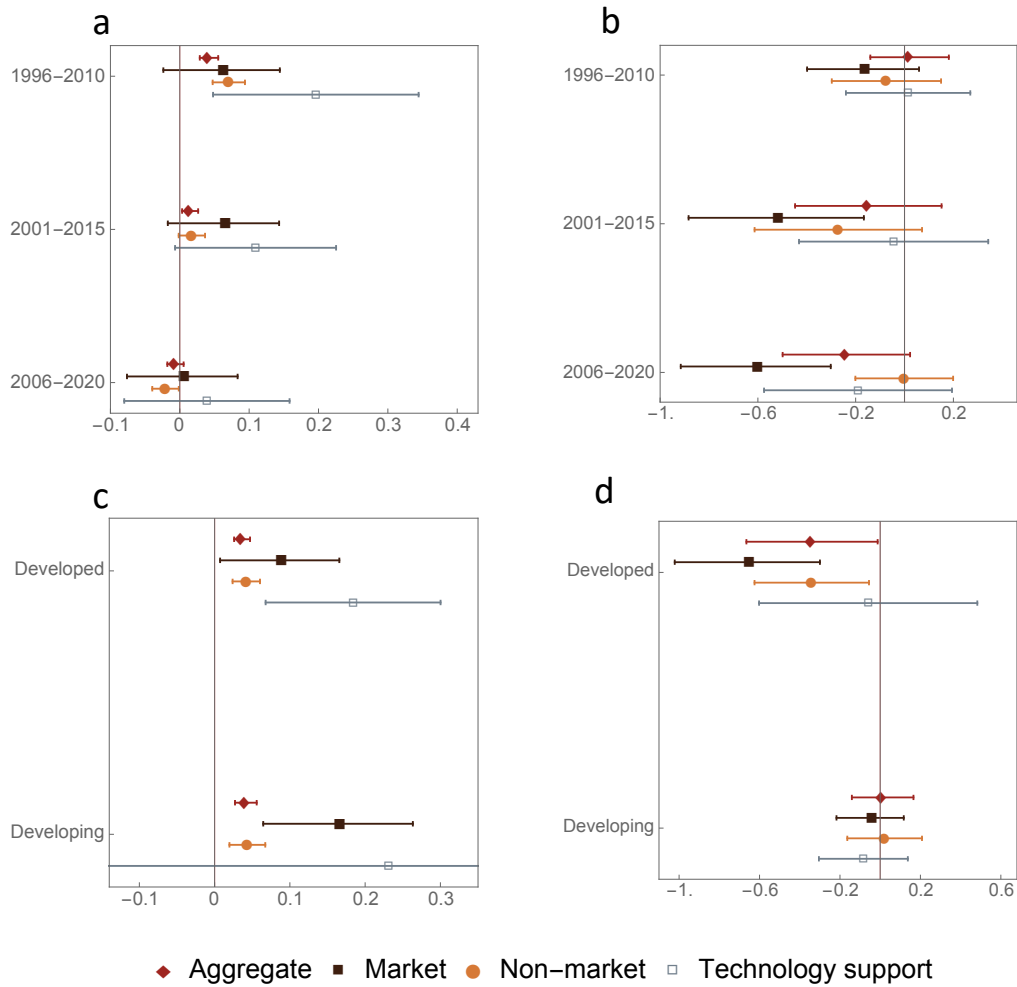 a
1996–2010
2001–2015
2006–2020
−0.1 0 0.1 0.2 0.3 0.4
b
1996–2010
2001–2015
2006–2020
−1. −0.6 −0.2 0.2
c
Developed
Developing
−0.1 0 0.1 0.2 0.3
d
Developed
Developing
−1. −0.6 −0.2 0.2 0.6
Aggregate Market Non−market Technology support